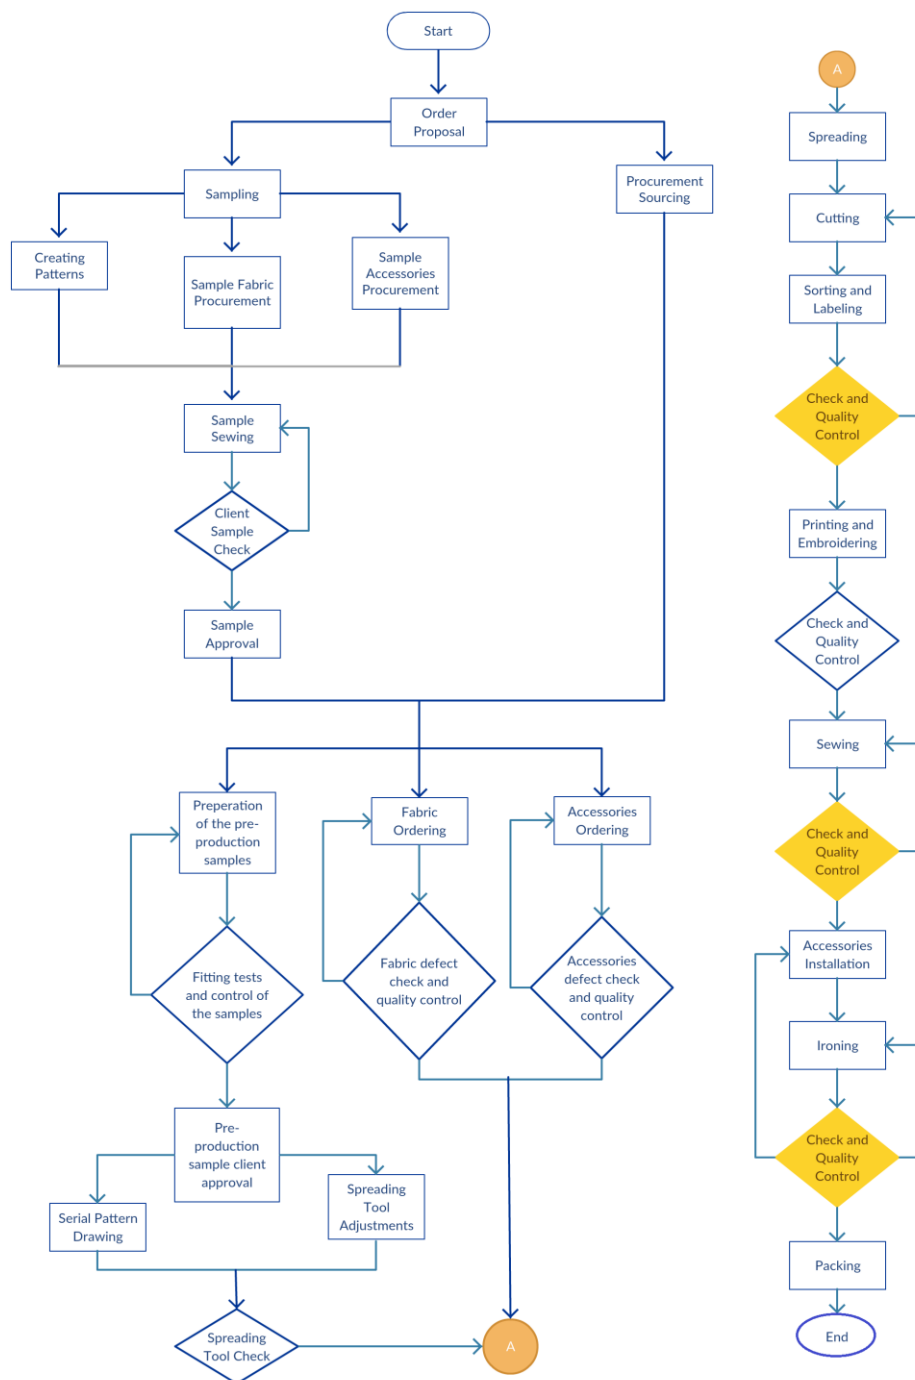 Start
Order
Proposal
Sampling
Procurement
Sourcing
Creating
Patterns
Sample Fabric
Procurement
Sample
Accessories
Procurement
Sample
Sewing
Client
Sample
Check
Sample
Approval
Preperation
of the pre-
production
samples
Fabric
Ordering
Accessories
Ordering
Fitting tests
and control of
the samples
Fabric defect
check and
quality control
Accessories
defect check
and quality
control
Pre-
production
sample client
approval
Serial Pattern
Drawing
Spreading
Tool
Adjustments
Spreading
Tool Check
A
A
Spreading
Cutting
Sorting and
Labeling
Check and
Quality
Control
Printing and
Embroidering
Check and
Quality
Control
Sewing
Check and
Quality
Control
Accessories
Installation
Ironing
Check and
Quality
Control
Packing
End